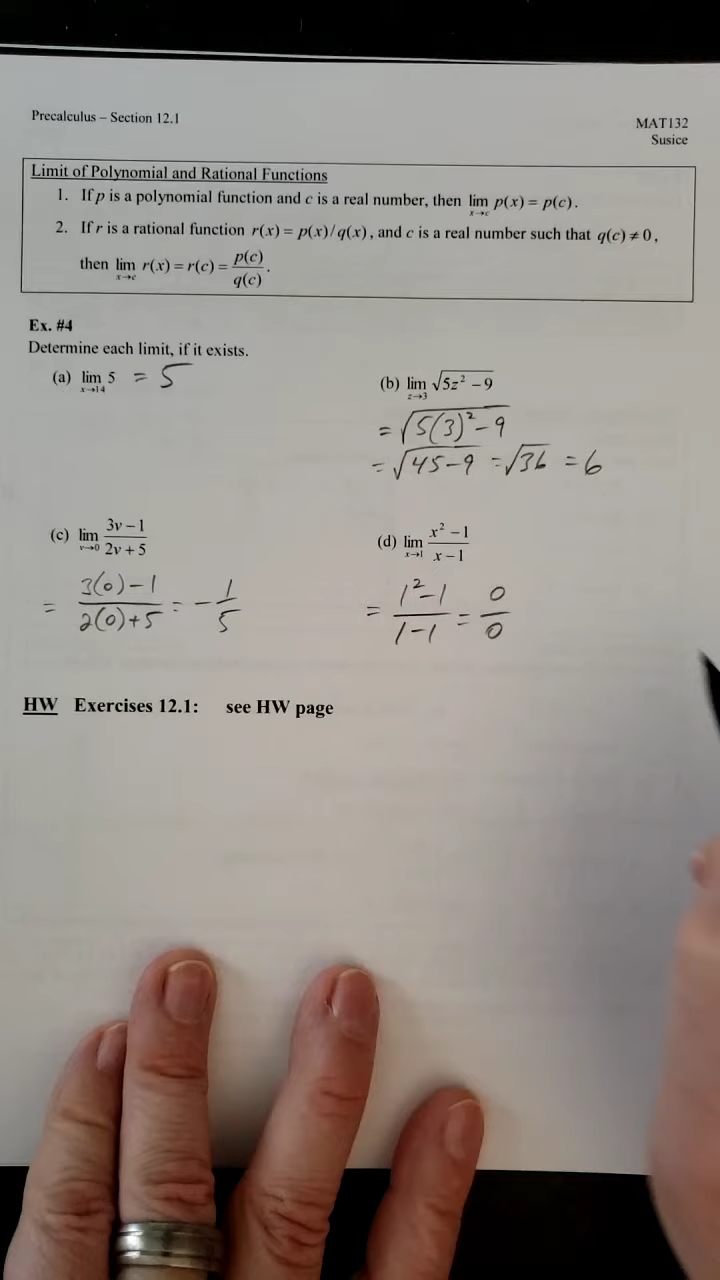 Precalculus – Section 12.1
MAT132
Susice
Limit of Polynomial and Rational Functions
1. If p is a polynomial function and c is a real number, then lim x→c p(x) = p(c).
2. If r is a rational function r(x) = p(x)/q(x), and c is a real number such that q(c) ≠ 0,
then lim x→c r(x) = r(c) = p(c)/q(c).
Ex. #4
Determine each limit, if it exists.
(a) lim x→14 5 = 5
(b) lim z→3 √(5z² − 9)
= √(5(3)² − 9)
= √(45 − 9) = √36 = 6
(c) lim v→0 (3v − 1)/(2v + 5)
= (3(0) − 1)/(2(0) + 5) = − 1/5
(d) lim x→1 (x² − 1)/(x − 1)
= (1² − 1)/(1 − 1) = 0/0
HW Exercises 12.1: see HW page